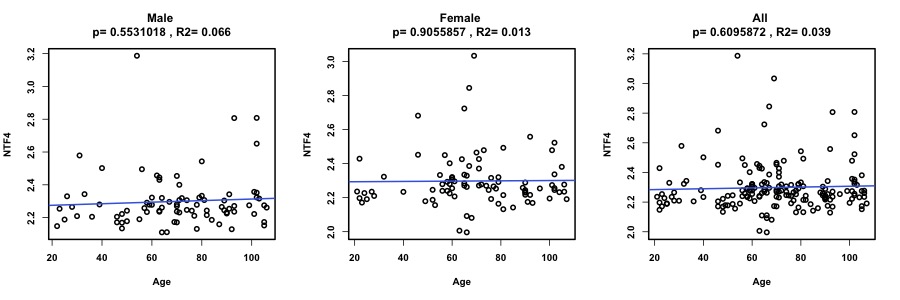 Male
p= 0.5531018 , R2= 0.066
NTF4
3.2
3.0
2.8
2.6
2.4
2.2
20 40 60 80 100
Age
Female
p= 0.9055857 , R2= 0.013
NTF4
3.0
2.8
2.6
2.4
2.2
2.0
20 40 60 80 100
Age
All
p= 0.6095872 , R2= 0.039
NTF4
3.2
3.0
2.8
2.6
2.4
2.2
2.0
20 40 60 80 100
Age